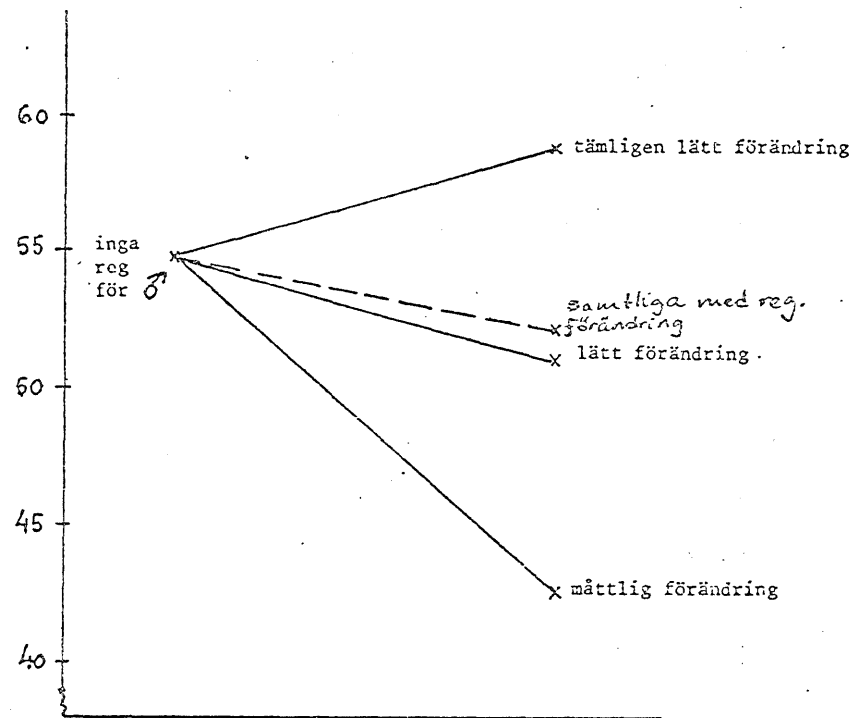 60
tämligen lätt förändring
55
inga
reg
för ♂
samtliga med reg.
förändring
lätt förändring.
50
45
måttlig förändring
40